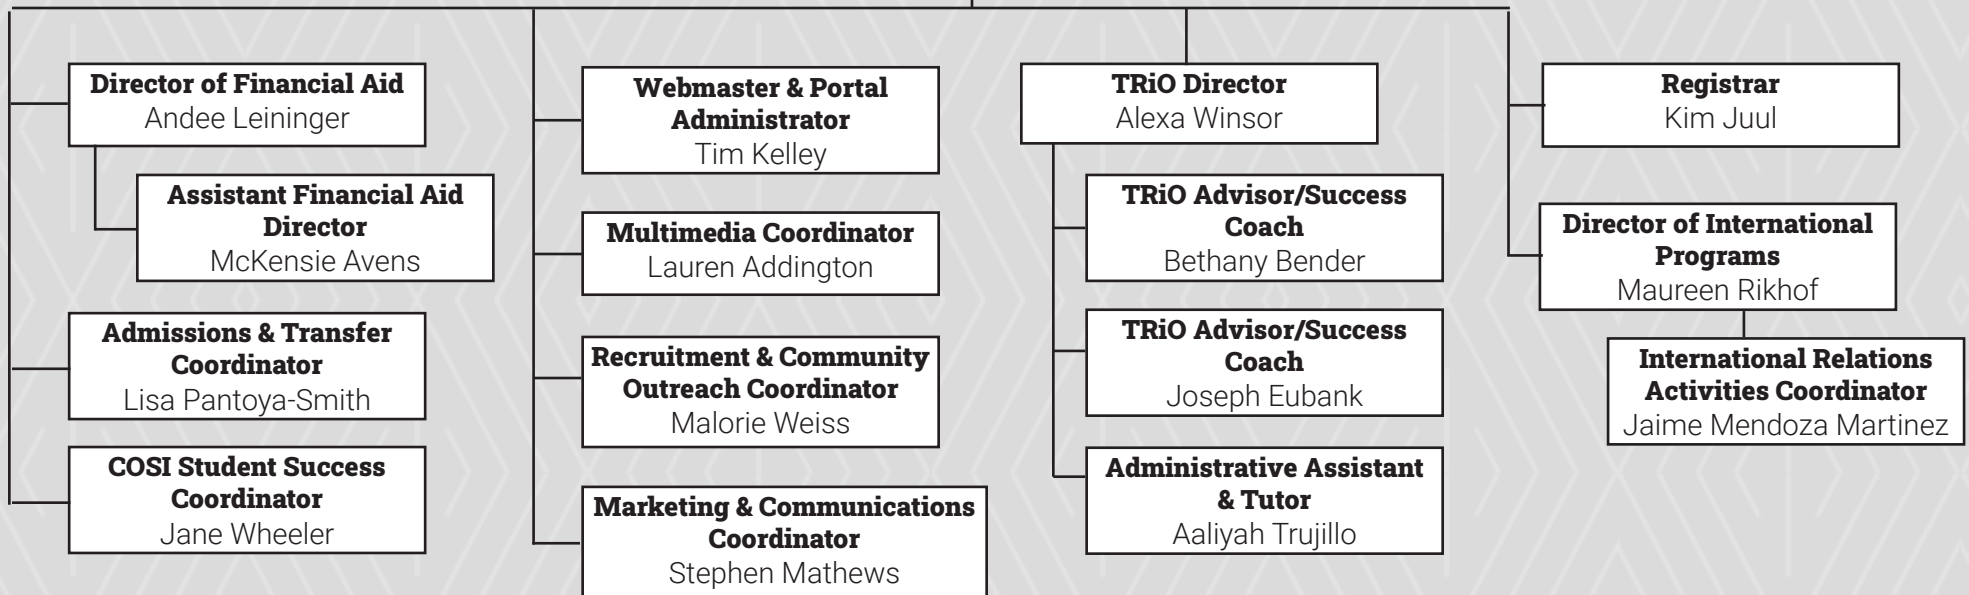 Director of Financial Aid
Andee Leininger
Assistant Financial Aid
Director
McKensie Avens
Admissions & Transfer
Coordinator
Lisa Pantoya-Smith
COSI Student Success
Coordinator
Jane Wheeler
Webmaster & Portal
Administrator
Tim Kelley
Multimedia Coordinator
Lauren Addington
Recruitment & Community
Outreach Coordinator
Malorie Weiss
Marketing & Communications
Coordinator
Stephen Mathews
TRiO Director
Alexa Winsor
TRiO Advisor/Success
Coach
Bethany Bender
TRiO Advisor/Success
Coach
Joseph Eubank
Administrative Assistant
& Tutor
Aaliyah Trujillo
Registrar
Kim Juul
Director of International
Programs
Maureen Rikhof
International Relations
Activities Coordinator
Jaime Mendoza Martinez